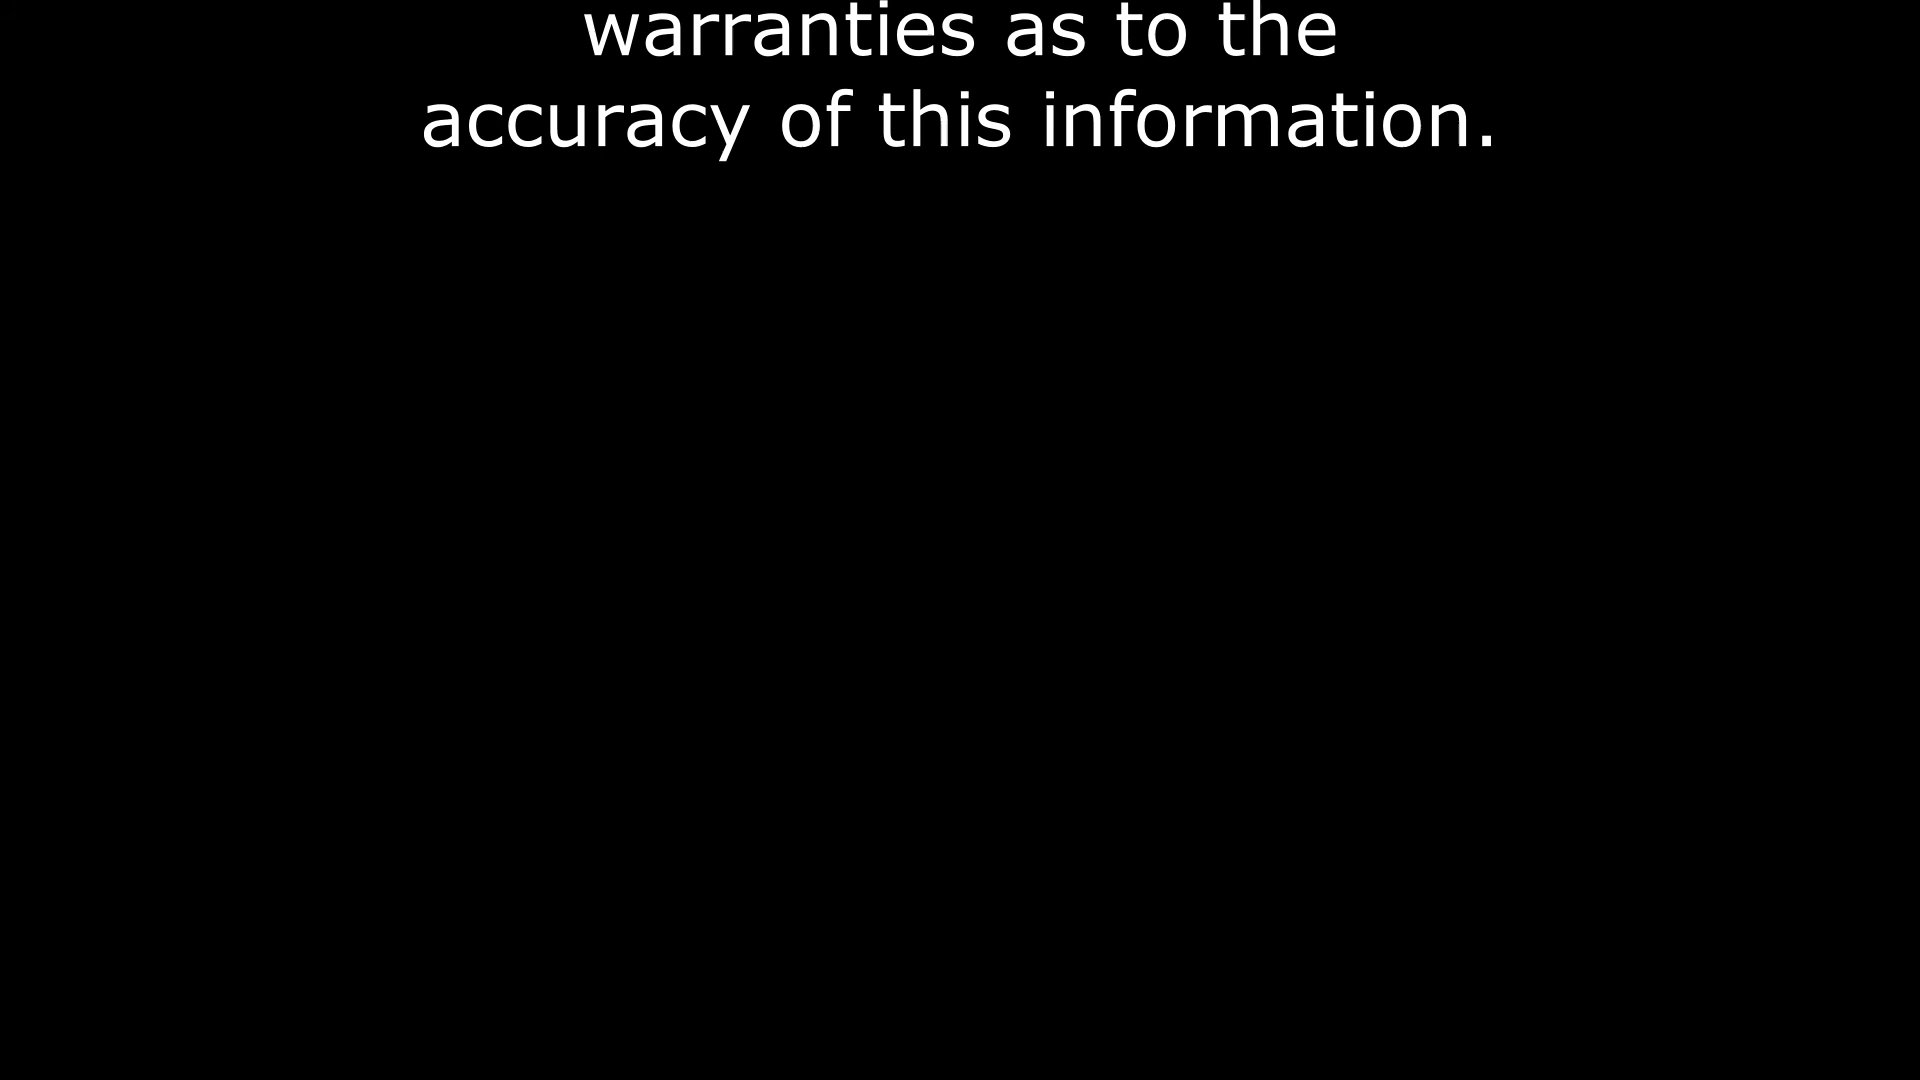 warranties as to the
accuracy of this information.